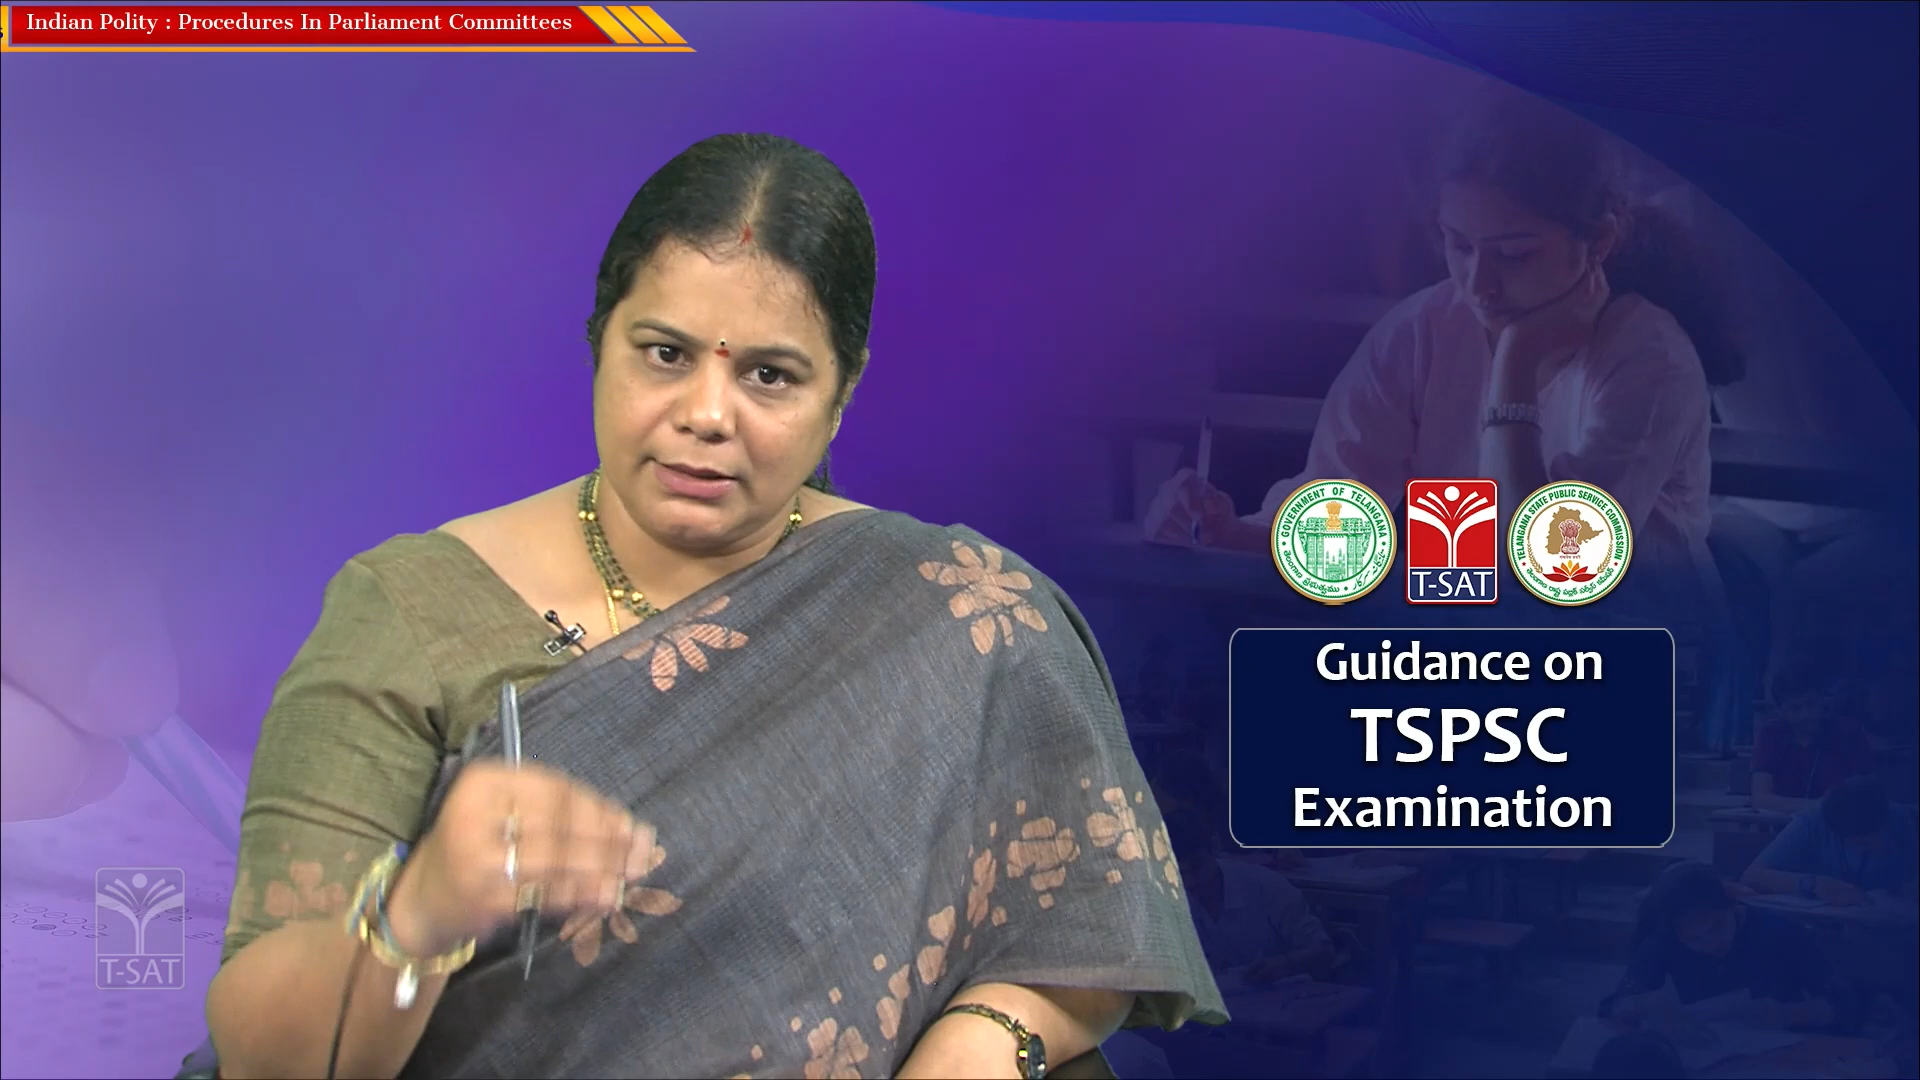 Indian Polity : Procedures In Parliament Committees
GOVERNMENT OF TELANGANA
T-SAT
TELANGANA STATE PUBLIC SERVICE COMMISSION
Guidance on
TSPSC
Examination
T-SAT